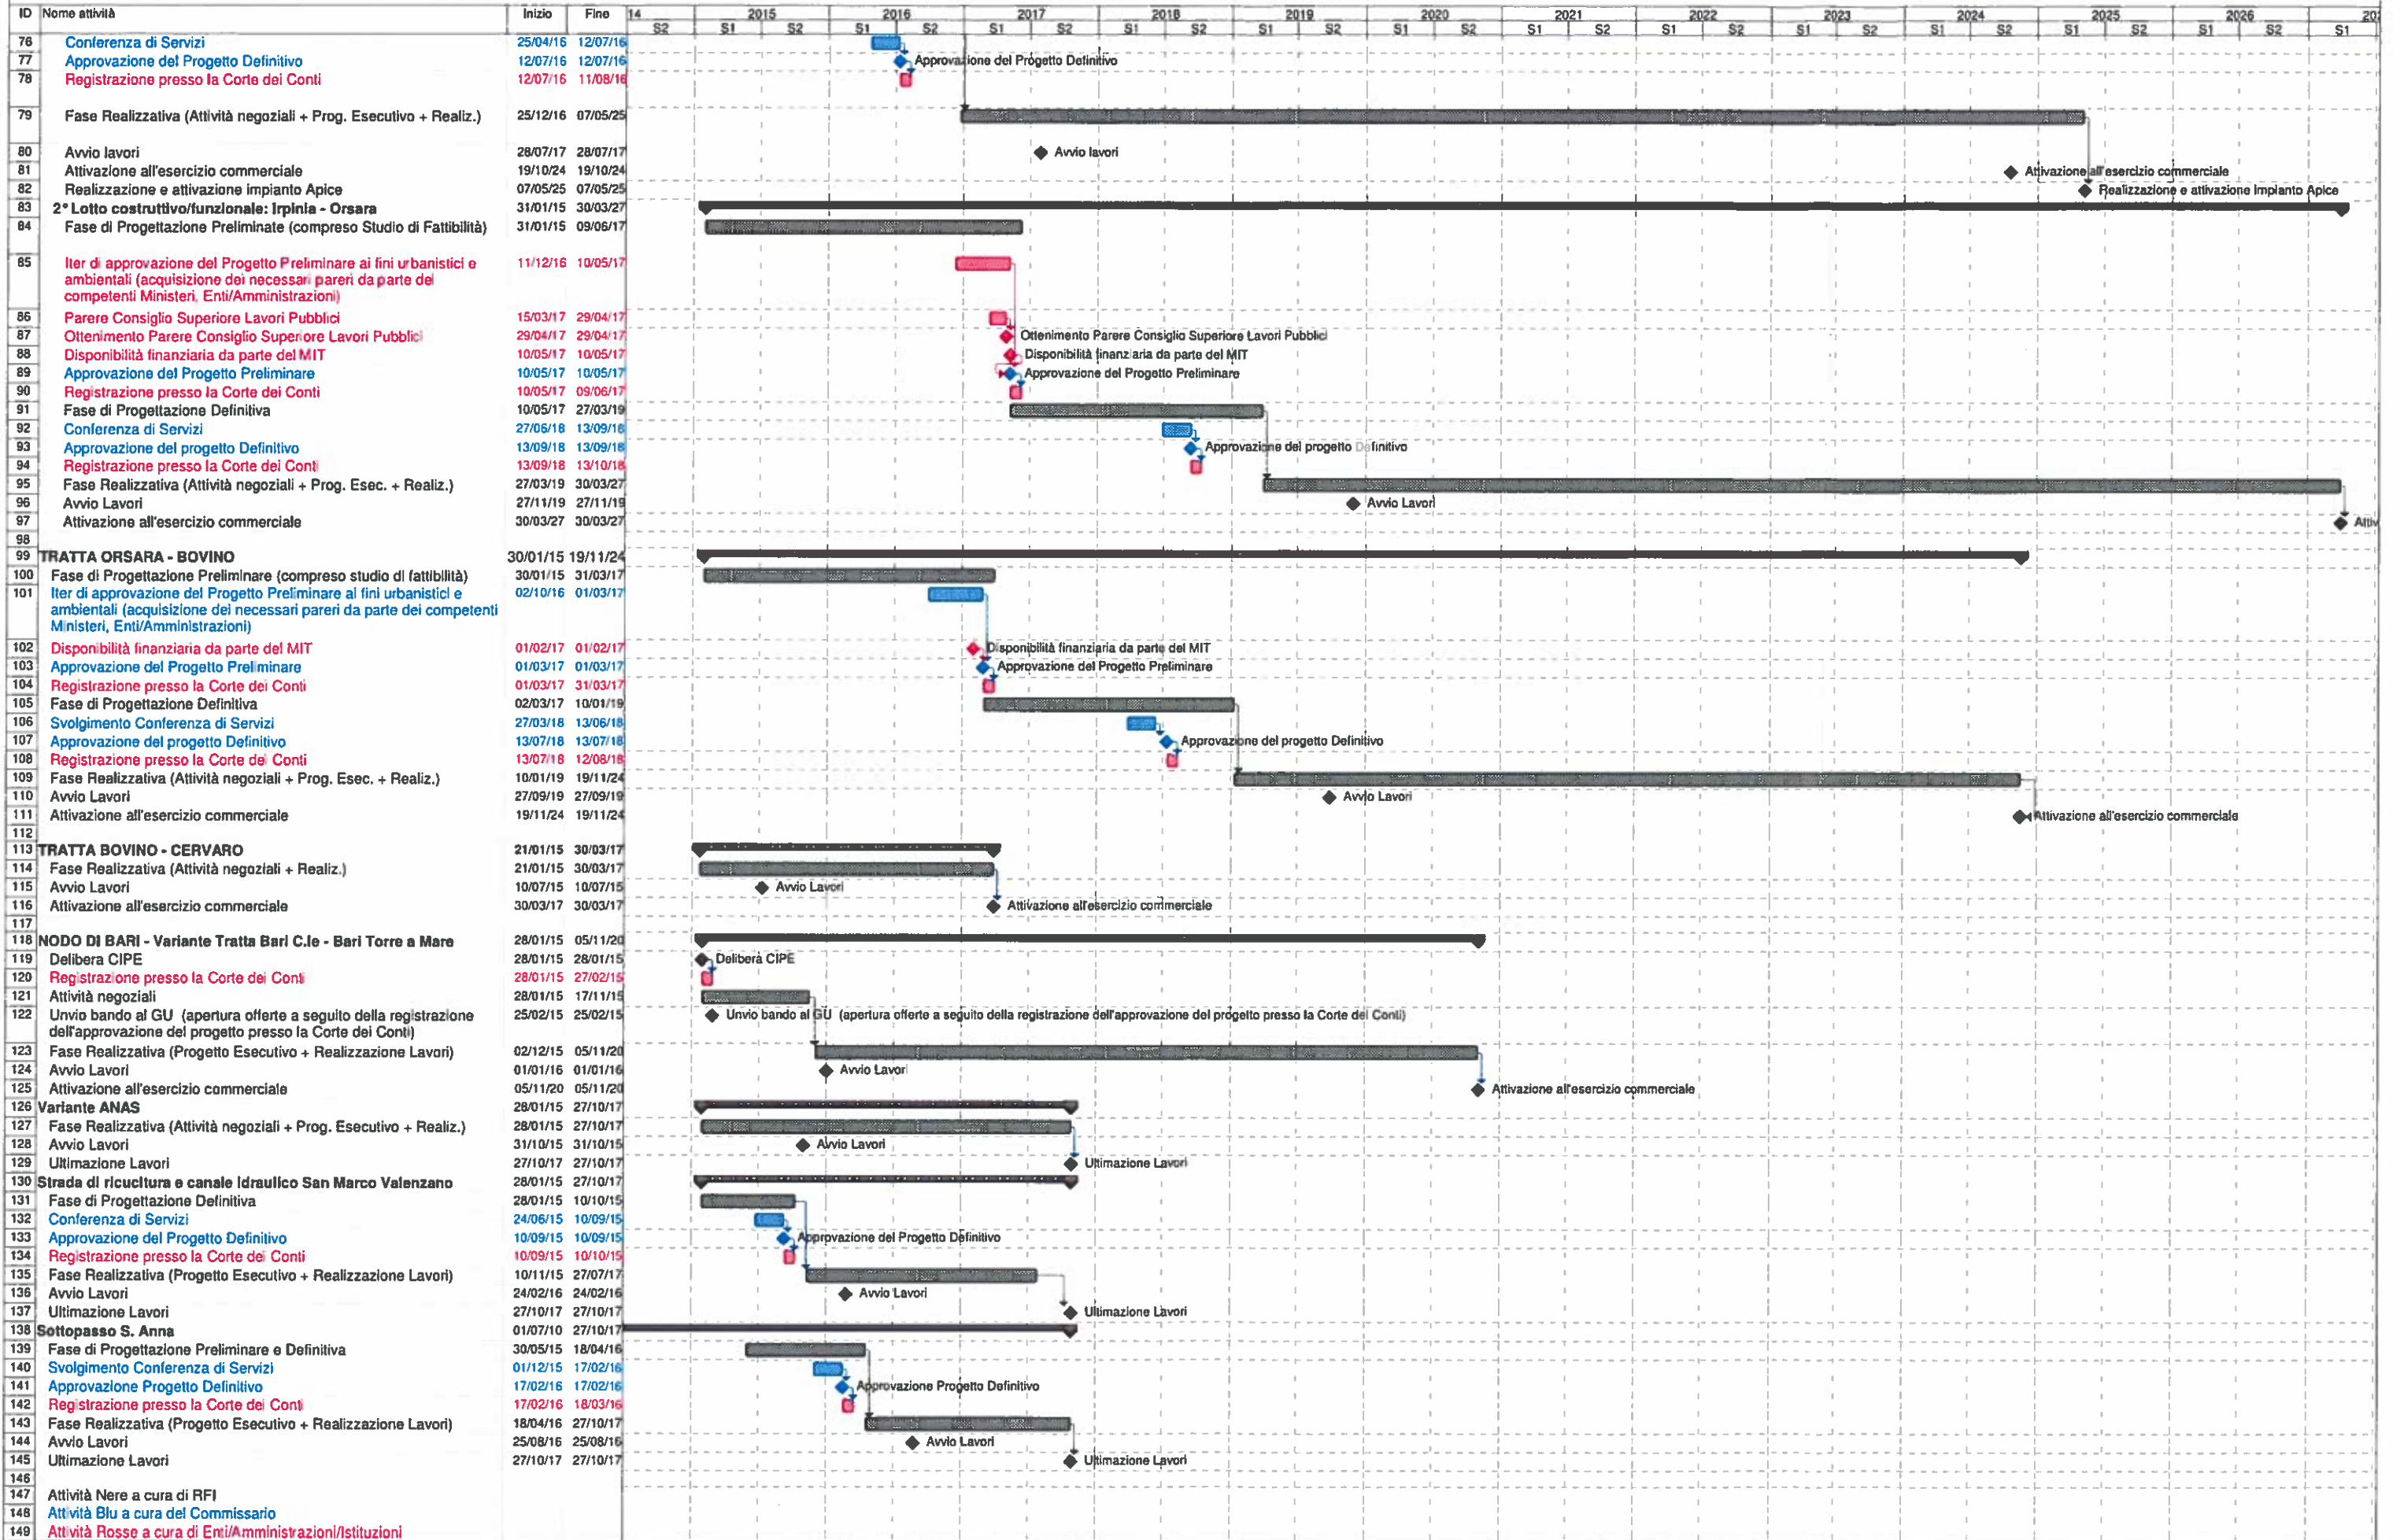 ID Nome attività Inizio Fine 14 2015 2016 2017 2018 2019 2020 2021 2022 2023 2024 2025 2026 202
S2 S1 S2 S1 S2 S1 S2 S1 S2 S1 S2 S1 S2 S1 S2 S1 S2 S1 S2 S1 S2 S1 S2 S1 S2 S1
76 Conferenza di Servizi 25/04/16 12/07/16
77 Approvazione del Progetto Definitivo 12/07/16 12/07/16 Approvazione del Progetto Definitivo
78 Registrazione presso la Corte dei Conti 12/07/16 11/08/16
79 Fase Realizzativa (Attività negoziali + Prog. Esecutivo + Realiz.) 25/12/16 07/05/25
80 Avvio lavori 28/07/17 28/07/17 Avvio lavori
81 Attivazione all'esercizio commerciale 19/10/24 19/10/24 Attivazione all'esercizio commerciale
82 Realizzazione e attivazione impianto Apice 07/05/25 07/05/25 Realizzazione e attivazione Impianto Apice
83 2° Lotto costruttivo/funzionale: Irpinia - Orsara 31/01/15 30/03/27
84 Fase di Progettazione Preliminate (compreso Studio di Fattibilità) 31/01/15 09/06/17
85 Iter di approvazione del Progetto Preliminare ai fini urbanistici e 11/12/16 10/05/17
ambientali (acquisizione dei necessari pareri da parte dei
competenti Ministeri, Enti/Amministrazioni)
86 Parere Consiglio Superiore Lavori Pubblici 15/03/17 29/04/17
87 Ottenimento Parere Consiglio Superiore Lavori Pubblici 29/04/17 29/04/17 Ottenimento Parere Consiglio Superiore Lavori Pubblici
88 Disponibilità finanziaria da parte del MIT 10/05/17 10/05/17 Disponibilità finanziaria da parte del MIT
89 Approvazione del Progetto Preliminare 10/05/17 10/05/17 Approvazione del Progetto Preliminare
90 Registrazione presso la Corte dei Conti 10/05/17 09/06/17
91 Fase di Progettazione Definitiva 10/05/17 27/03/19
92 Conferenza di Servizi 27/06/18 13/09/18
93 Approvazione del progetto Definitivo 13/09/18 13/09/18 Approvazione del progetto Definitivo
94 Registrazione presso la Corte dei Conti 13/09/18 13/10/18
95 Fase Realizzativa (Attività negoziali + Prog. Esec. + Realiz.) 27/03/19 30/03/27
96 Avvio Lavori 27/11/19 27/11/19 Avvio Lavori
97 Attivazione all'esercizio commerciale 30/03/27 30/03/27 Attiv
98
99 TRATTA ORSARA - BOVINO 30/01/15 19/11/24
100 Fase di Progettazione Preliminare (compreso studio di fattibilità) 30/01/15 31/03/17
101 Iter di approvazione del Progetto Preliminare ai fini urbanistici e 02/10/16 01/03/17
ambientali (acquisizione dei necessari pareri da parte dei competenti
Ministeri, Enti/Amministrazioni)
102 Disponibilità finanziaria da parte del MIT 01/02/17 01/02/17 Disponibilità finanziaria da parte del MIT
103 Approvazione del Progetto Preliminare 01/03/17 01/03/17 Approvazione del Progetto Preliminare
104 Registrazione presso la Corte dei Conti 01/03/17 31/03/17
105 Fase di Progettazione Definitiva 02/03/17 10/01/19
106 Svolgimento Conferenza di Servizi 27/03/18 13/06/18
107 Approvazione del progetto Definitivo 13/07/18 13/07/18 Approvazione del progetto Definitivo
108 Registrazione presso la Corte dei Conti 13/07/18 12/08/18
109 Fase Realizzativa (Attività negoziali + Prog. Esec. + Realiz.) 10/01/19 19/11/24
110 Avvio Lavori 27/09/19 27/09/19 Avvio Lavori
111 Attivazione all'esercizio commerciale 19/11/24 19/11/24 Attivazione all'esercizio commerciale
112
113 TRATTA BOVINO - CERVARO 21/01/15 30/03/17
114 Fase Realizzativa (Attività negoziali + Realiz.) 21/01/15 30/03/17
115 Avvio Lavori 10/07/15 10/07/15 Avvio Lavori
116 Attivazione all'esercizio commerciale 30/03/17 30/03/17 Attivazione all'esercizio commerciale
117
118 NODO DI BARI - Variante Tratta Bari C.le - Bari Torre a Mare 28/01/15 05/11/20
119 Delibera CIPE 28/01/15 28/01/15 Delibera CIPE
120 Registrazione presso la Corte dei Conti 28/01/15 27/02/15
121 Attività negoziali 28/01/15 17/11/15
122 Unvio bando al GU (apertura offerte a seguito della registrazione 25/02/15 25/02/15 Unvio bando al GU (apertura offerte a seguito della registrazione dell'approvazione del progetto presso la Corte dei Conti)
dell'approvazione del progetto presso la Corte dei Conti)
123 Fase Realizzativa (Progetto Esecutivo + Realizzazione Lavori) 02/12/15 05/11/20
124 Avvio Lavori 01/01/16 01/01/16 Avvio Lavori
125 Attivazione all'esercizio commerciale 05/11/20 05/11/20 Attivazione all'esercizio commerciale
126 Variante ANAS 28/01/15 27/10/17
127 Fase Realizzativa (Attività negoziali + Prog. Esecutivo + Realiz.) 28/01/15 27/10/17
128 Avvio Lavori 31/10/15 31/10/15 Avvio Lavori
129 Ultimazione Lavori 27/10/17 27/10/17 Ultimazione Lavori
130 Strada di ricucitura e canale idraulico San Marco Valenzano 28/01/15 27/10/17
131 Fase di Progettazione Definitiva 28/01/15 10/10/15
132 Conferenza di Servizi 24/06/15 10/09/15
133 Approvazione del Progetto Definitivo 10/09/15 10/09/15 Approvazione del Progetto Definitivo
134 Registrazione presso la Corte dei Conti 10/09/15 10/10/15
135 Fase Realizzativa (Progetto Esecutivo + Realizzazione Lavori) 10/11/15 27/07/17
136 Avvio Lavori 24/02/16 24/02/16 Avvio Lavori
137 Ultimazione Lavori 27/10/17 27/10/17 Ultimazione Lavori
138 Sottopasso S. Anna 01/07/10 27/10/17
139 Fase di Progettazione Preliminare e Definitiva 30/05/15 18/04/16
140 Svolgimento Conferenza di Servizi 01/12/15 17/02/16
141 Approvazione Progetto Definitivo 17/02/16 17/02/16 Approvazione Progetto Definitivo
142 Registrazione presso la Corte dei Conti 17/02/16 18/03/16
143 Fase Realizzativa (Progetto Esecutivo + Realizzazione Lavori) 18/04/16 27/10/17
144 Avvio Lavori 25/08/16 25/08/16 Avvio Lavori
145 Ultimazione Lavori 27/10/17 27/10/17 Ultimazione Lavori
146
147 Attività Nere a cura di RFI
148 Attività Blu a cura del Commissario
149 Attività Rosse a cura di Enti/Amministrazioni/Istituzioni